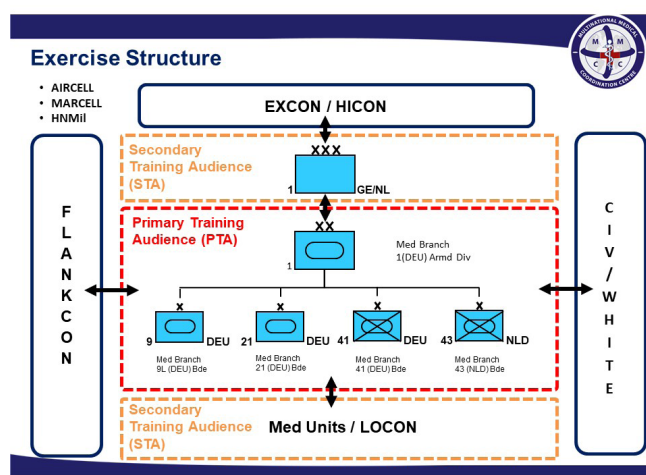 Exercise Structure
MULTINATIONAL MEDICAL
COORDINATION CENTRE
M M
C C
• AIRCELL
• MARCELL
• HNMil
EXCON / HICON
Secondary
Training Audience
(STA)
XXX
1
GE/NL
Primary Training
Audience (PTA)
XX
1
Med Branch
1(DEU) Armd Div
X
9
DEU
Med Branch
9L (DEU) Bde
X
21
DEU
Med Branch
21 (DEU) Bde
X
41
DEU
Med Branch
41 (DEU) Bde
X
43
NLD
Med Branch
43 (NLD) Bde
Secondary
Training Audience
(STA)
Med Units / LOCON
F
L
A
N
K
C
O
N
C
I
V
/
W
H
I
T
E